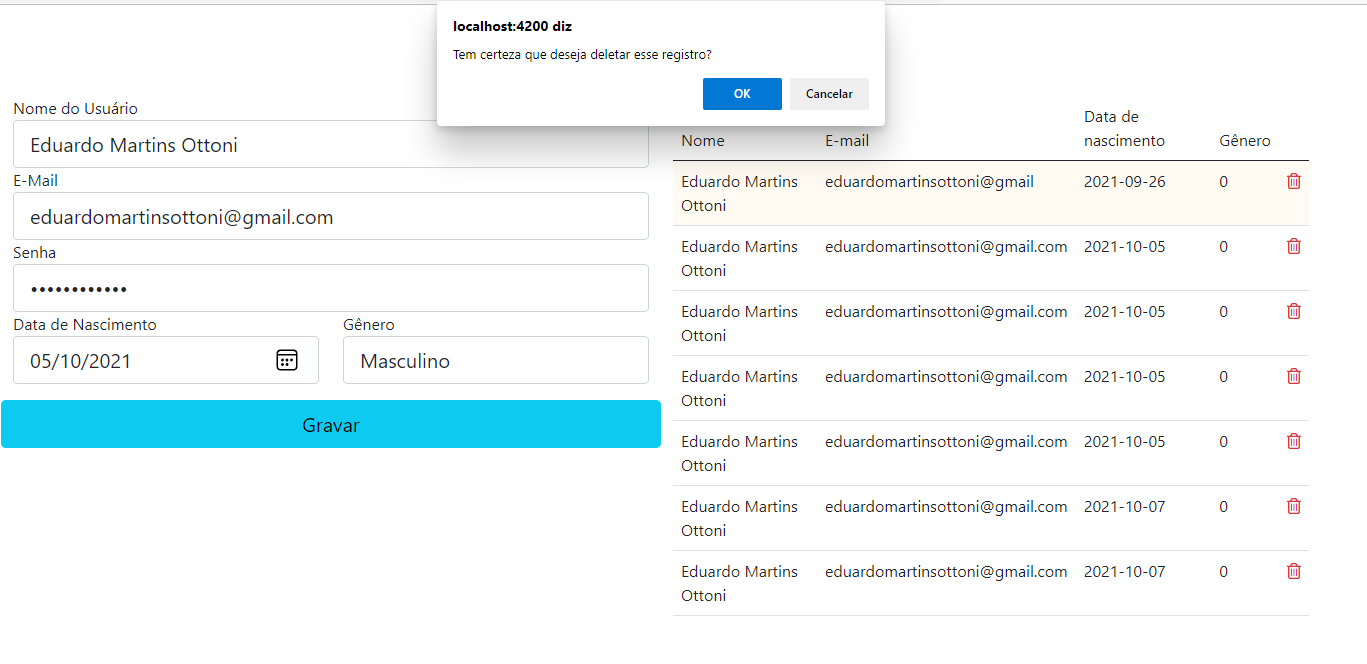 localhost:4200 diz
Tem certeza que deseja deletar esse registro?
OK Cancelar
Nome do Usuário
Eduardo Martins Ottoni
E-Mail
eduardomartinsottoni@gmail.com
Senha
••••••••••••
Data de Nascimento Gênero
05/10/2021 Masculino
Gravar
Data de
Nome E-mail nascimento Gênero
Eduardo Martins eduardomartinsottoni@gmail 2021-09-26 0
Ottoni
Eduardo Martins eduardomartinsottoni@gmail.com 2021-10-05 0
Ottoni
Eduardo Martins eduardomartinsottoni@gmail.com 2021-10-05 0
Ottoni
Eduardo Martins eduardomartinsottoni@gmail.com 2021-10-05 0
Ottoni
Eduardo Martins eduardomartinsottoni@gmail.com 2021-10-05 0
Ottoni
Eduardo Martins eduardomartinsottoni@gmail.com 2021-10-07 0
Ottoni
Eduardo Martins eduardomartinsottoni@gmail.com 2021-10-07 0
Ottoni